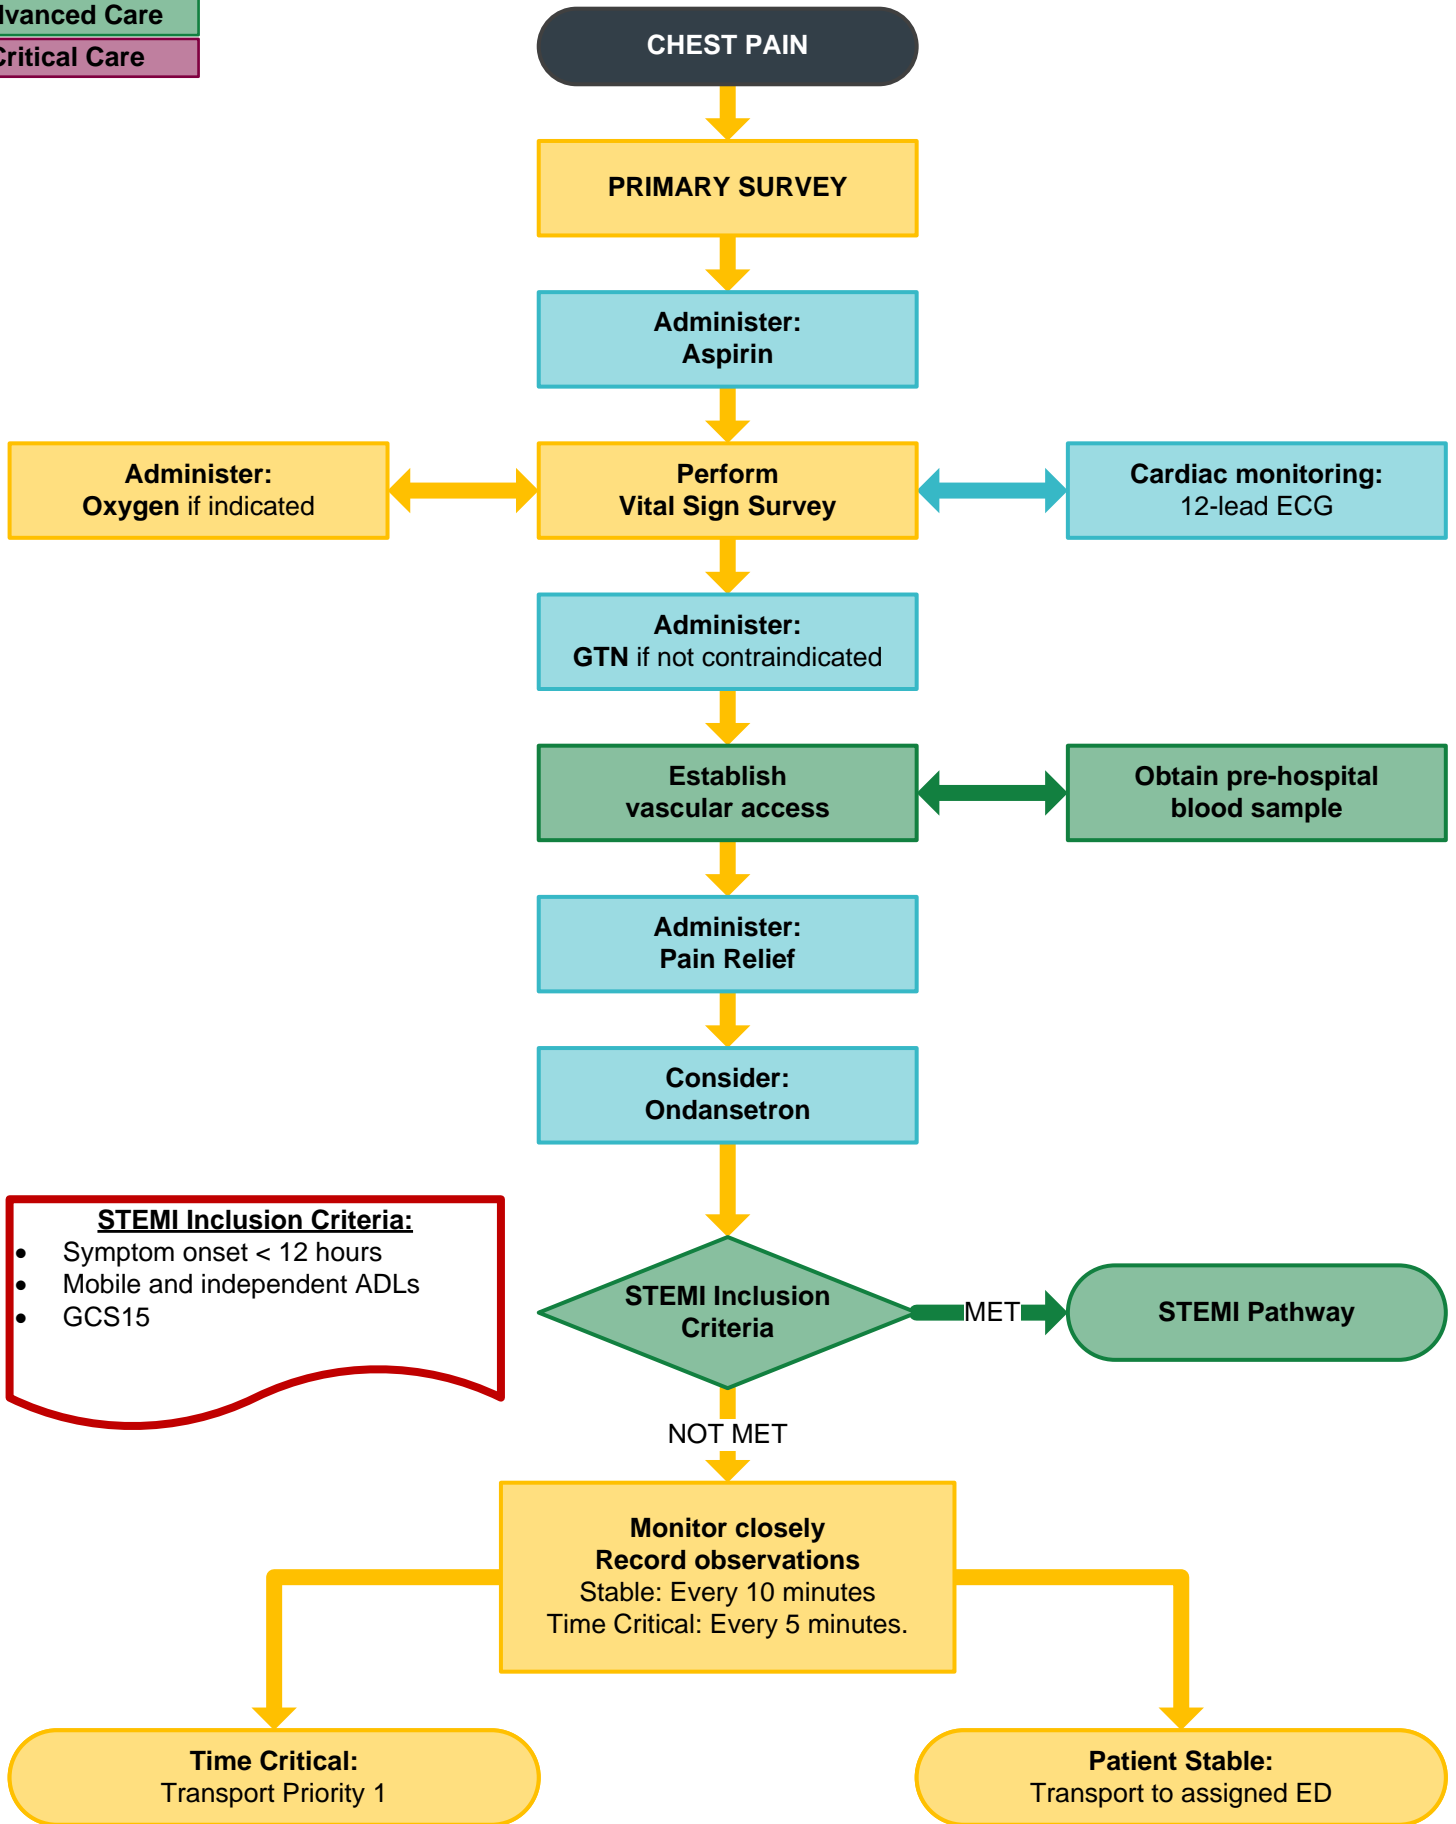 Critical Care
CHEST PAIN
PRIMARY SURVEY
Administer:
Aspirin
Administer:
Oxygen if indicated
Perform
Vital Sign Survey
Cardiac monitoring:
12-lead ECG
Administer:
GTN if not contraindicated
Establish
vascular access
Obtain pre-hospital
blood sample
Administer:
Pain Relief
Consider:
Ondansetron
STEMI Inclusion Criteria:
• Symptom onset < 12 hours
• Mobile and independent ADLs
• GCS15
STEMI Inclusion
Criteria
MET
STEMI Pathway
NOT MET
Monitor closely
Record observations
Stable: Every 10 minutes
Time Critical: Every 5 minutes.
Time Critical:
Transport Priority 1
Patient Stable:
Transport to assigned ED